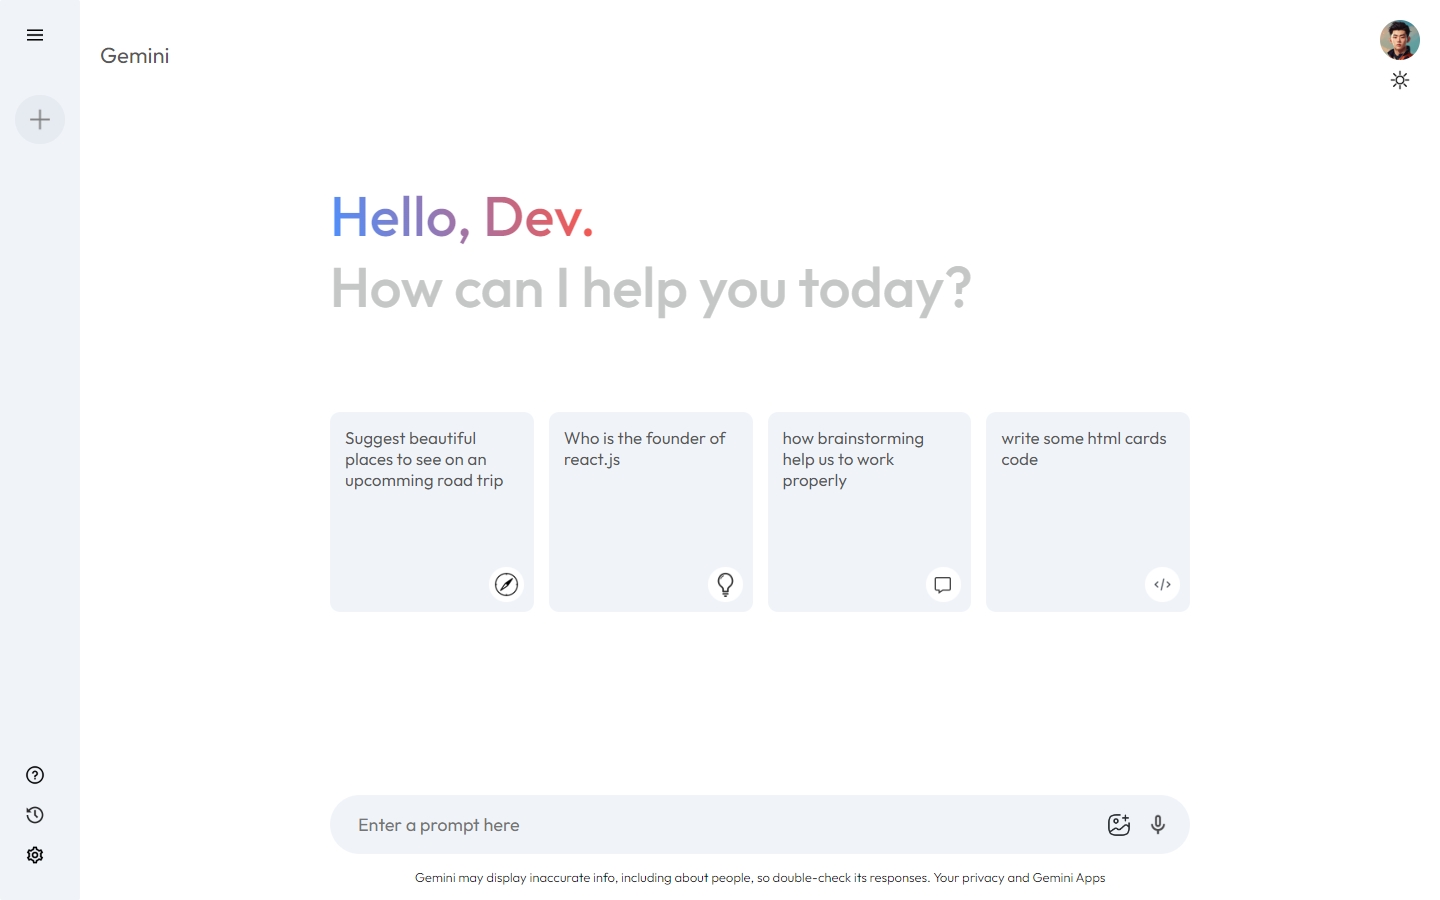 Gemini
Hello, Dev.
How can I help you today?
Suggest beautiful
places to see on an
upcomming road trip
Who is the founder of
react.js
how brainstorming
help us to work
properly
write some html cards
code
Enter a prompt here
Gemini may display inaccurate info, including about people, so double-check its responses. Your privacy and Gemini Apps